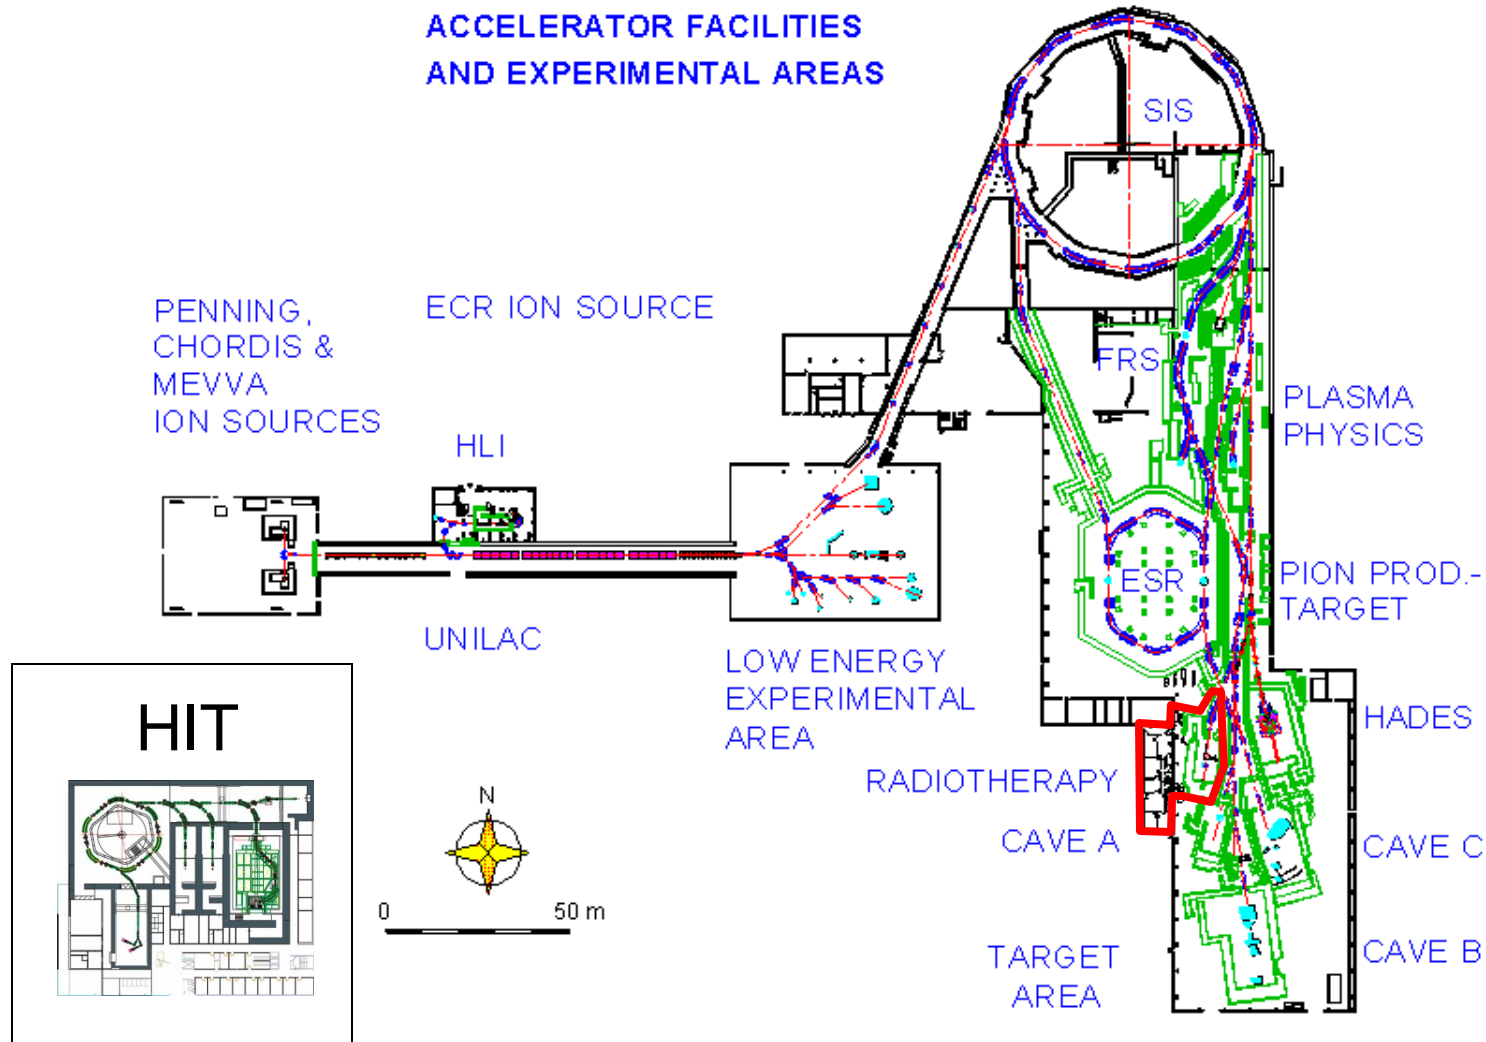 ACCELERATOR FACILITIES
AND EXPERIMENTAL AREAS
SIS
PENNING,
CHORDIS &
MEVVA
ION SOURCES
ECR ION SOURCE
FRS
PLASMA
PHYSICS
HLI
ESR
PION PROD.-
TARGET
UNILAC
LOW ENERGY
EXPERIMENTAL
AREA
HADES
HIT
RADIOTHERAPY
N
CAVE A
CAVE C
0 50 m
TARGET
AREA
CAVE B